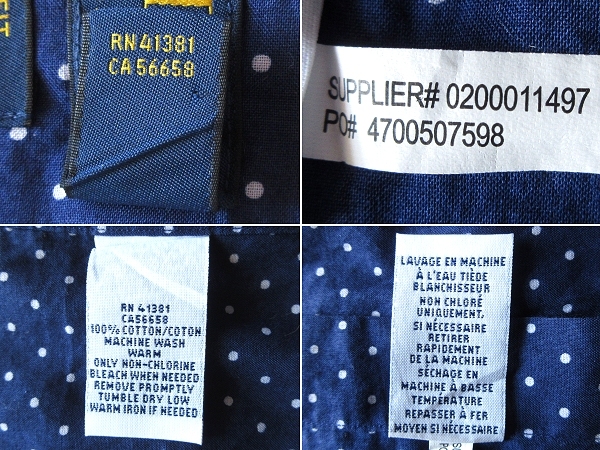 FIT
RN 41381
CA 56658
SUPPLIER# 0200011497
PO# 4700507598
RN 41381
CA56658
100% COTTON/COTON
MACHINE WASH
WARM
ONLY NON-CHLORINE
BLEACH WHEN NEEDED
REMOVE PROMPTLY
TUMBLE DRY LOW
WARM IRON IF NEEDED
LAVAGE EN MACHINE
À L'EAU TIÈDE
BLANCHISSEUR
NON CHLORÉ
UNIQUEMENT,
SI NÉCESSAIRE
RETIRER
RAPIDEMENT
DE LA MACHINE
SÉCHAGE EN
MACHINE À BASSE
TEMPÉRATURE
REPASSER À FER
MOYEN SI NÉCESSAIRE